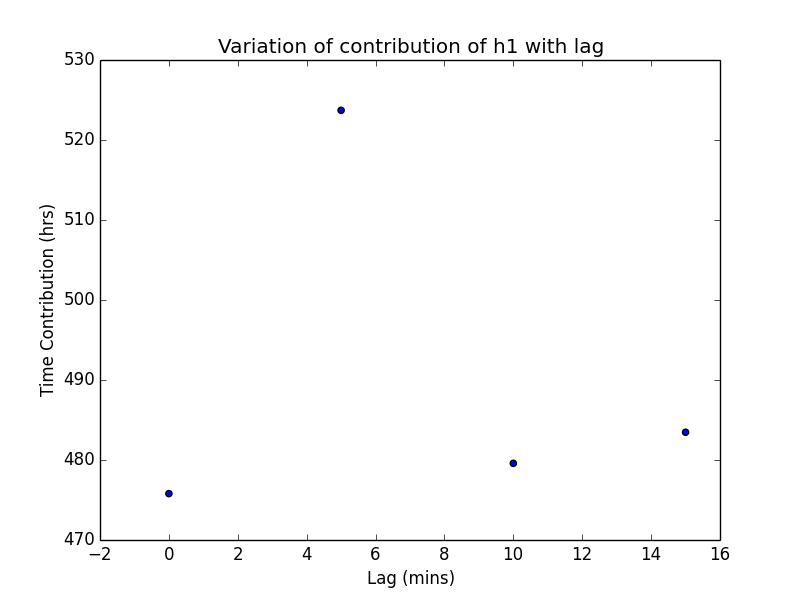 Variation of contribution of h1 with lag
530
520
510
500
490
480
470
Time Contribution (hrs)
−2 0 2 4 6 8 10 12 14 16
Lag (mins)